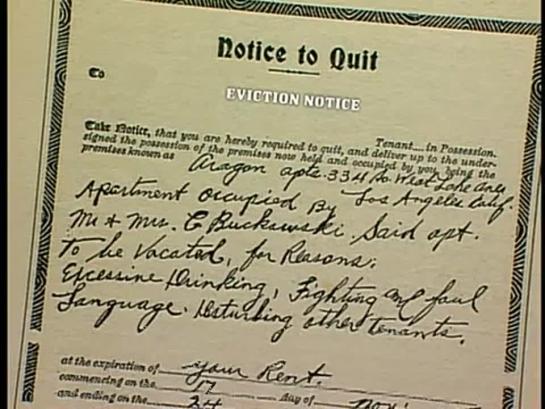 Notice to Quit
To
EVICTION NOTICE
Tenant.... in Possession.
Take Notice, that you are hereby required to quit, and deliver up to the under-
signed the possession of the premises now held and occupied by you, being the
premises known as Aragon apts. 334 So. West Lake ave.
Los Angeles Calif.
Apartment occupied By
Mr + Mrs. C Buckawski. Said apt.
to be Vacated, for Reasons;
Excessine Drinking, Fighting and foul
Language. Disturbing other tenants.
at the expiration of your Rent.
commencing on the 17 day of Nov.
and ending on the 24